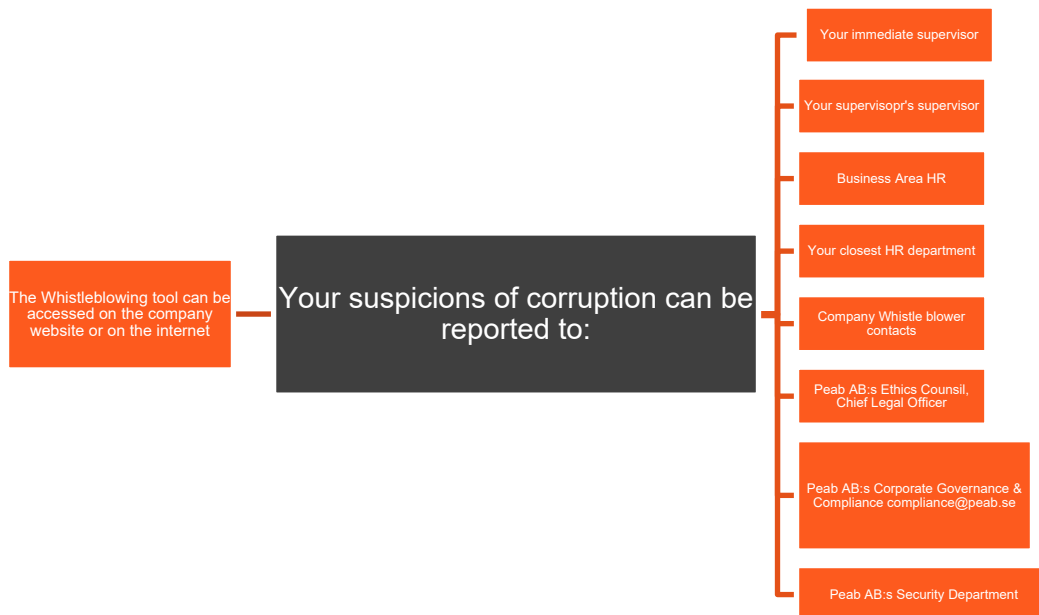 The Whistleblowing tool can be
accessed on the company
website or on the internet
Your suspicions of corruption can be
reported to:
Your immediate supervisor
Your supervisopr's supervisor
Business Area HR
Your closest HR department
Company Whistle blower
contacts
Peab AB:s Ethics Counsil,
Chief Legal Officer
Peab AB:s Corporate Governance &
Compliance compliance@peab.se
Peab AB:s Security Department